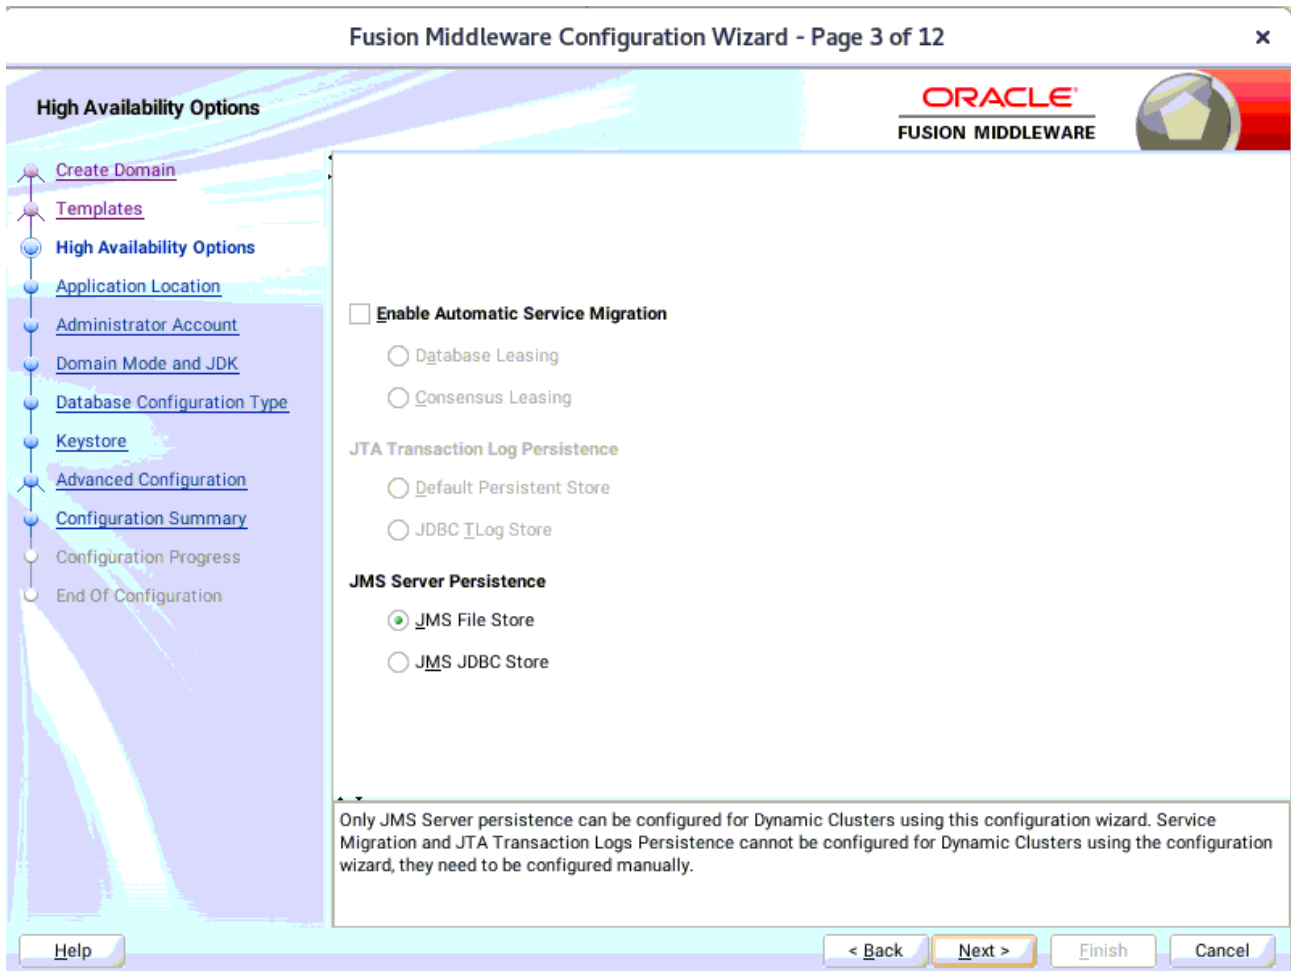 Fusion Middleware Configuration Wizard - Page 3 of 12
×
High Availability Options
ORACLE
FUSION MIDDLEWARE
Create Domain
Templates
High Availability Options
Application Location
Administrator Account
Domain Mode and JDK
Database Configuration Type
Keystore
Advanced Configuration
Configuration Summary
Configuration Progress
End Of Configuration
Enable Automatic Service Migration
Database Leasing
Consensus Leasing
JTA Transaction Log Persistence
Default Persistent Store
JDBC TLog Store
JMS Server Persistence
JMS File Store
JMS JDBC Store
Only JMS Server persistence can be configured for Dynamic Clusters using this configuration wizard. Service
Migration and JTA Transaction Logs Persistence cannot be configured for Dynamic Clusters using the configuration
wizard, they need to be configured manually.
Help
< Back
Next >
Finish
Cancel